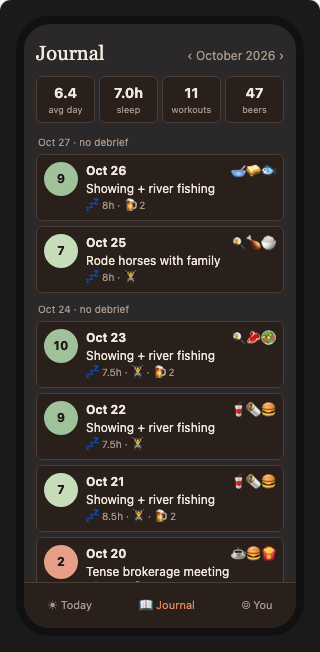 Journal
‹ October 2026 ›
6.4
avg day
7.0h
sleep
11
workouts
47
beers
Oct 27 · no debrief
9
Oct 26
Showing + river fishing
💤 8h · 🍺 2
7
Oct 25
Rode horses with family
💤 8h · 🏋
Oct 24 · no debrief
10
Oct 23
Showing + river fishing
💤 7.5h · 🏋 · 🍺 2
9
Oct 22
Showing + river fishing
💤 7.5h · 🏋
7
Oct 21
Showing + river fishing
💤 8.5h · 🏋 · 🍺 2
2
Oct 20
Tense brokerage meeting
☀ Today
📖 Journal
☺ You